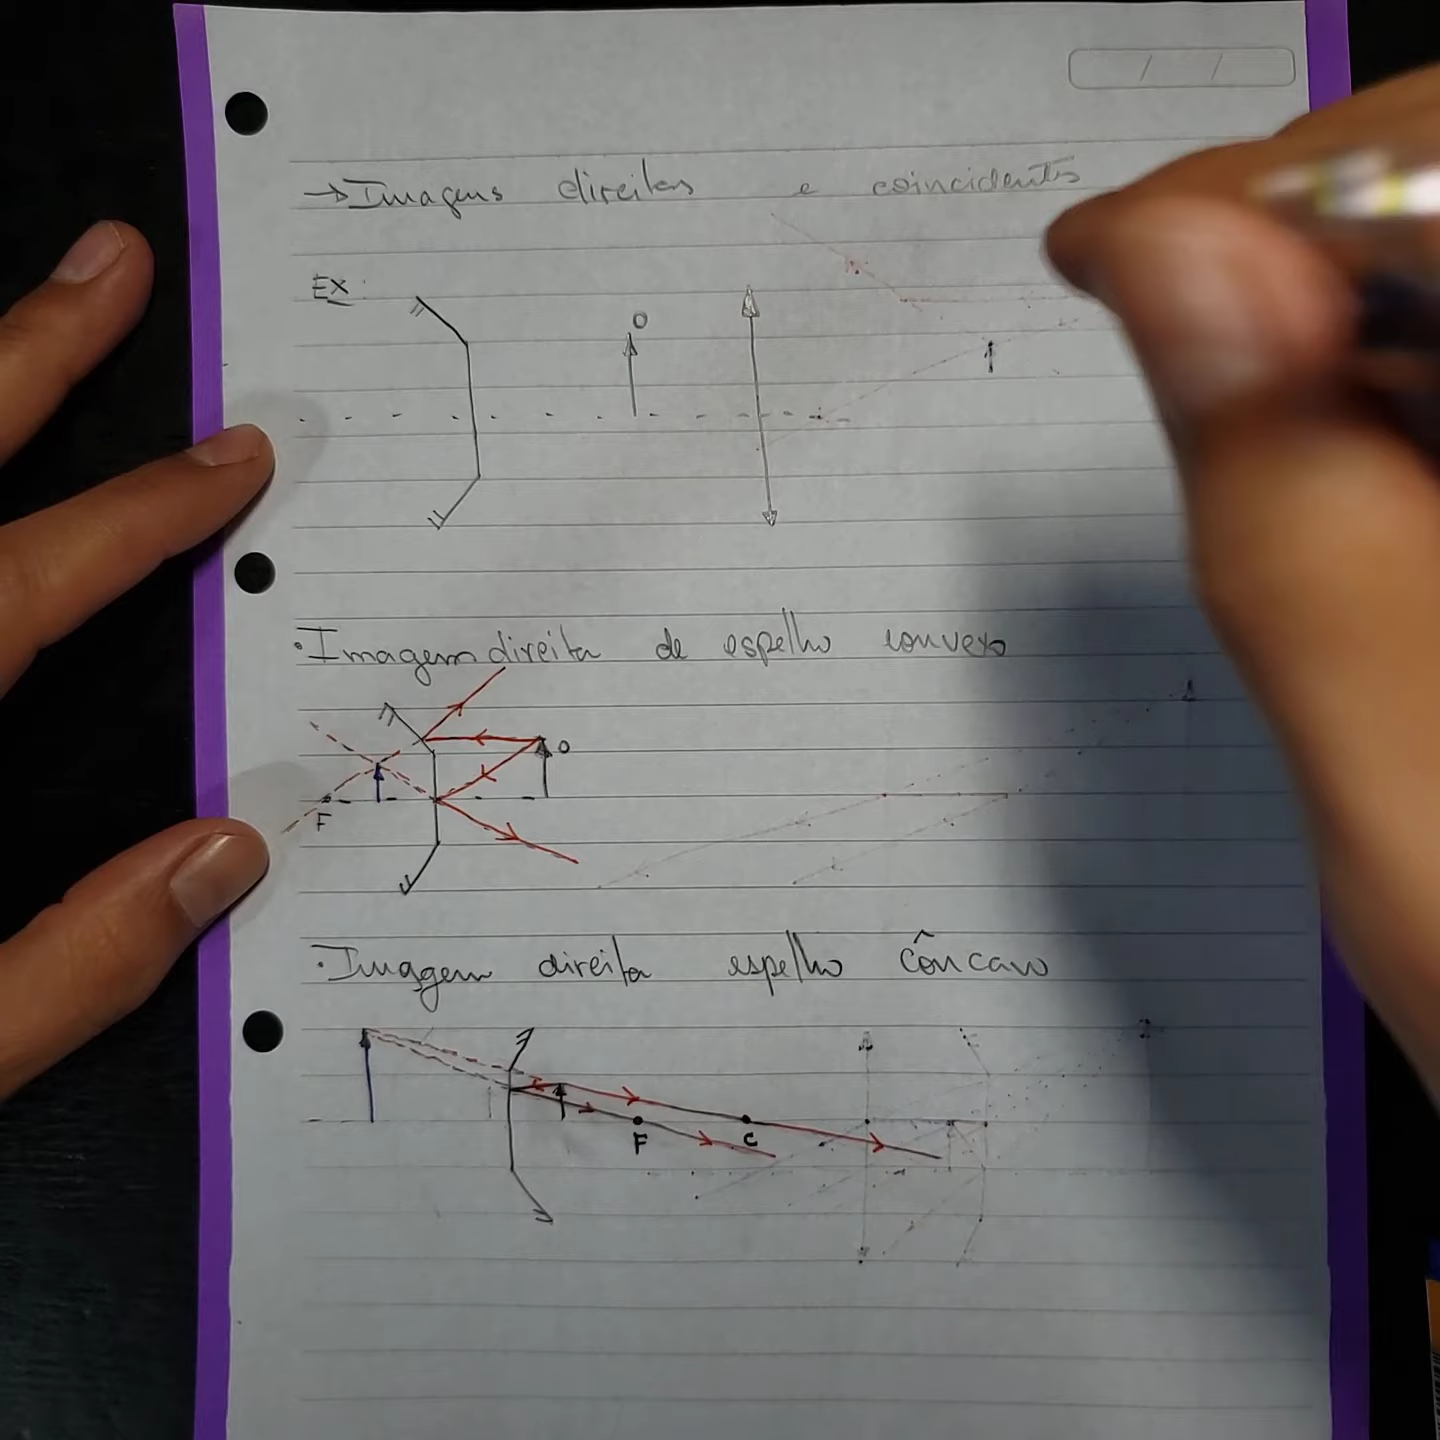 → Imagens direitas e coincidentes
Ex:
O
· Imagem direita de espelho convexo
O
F
· Imagem direita espelho côncavo
F
C